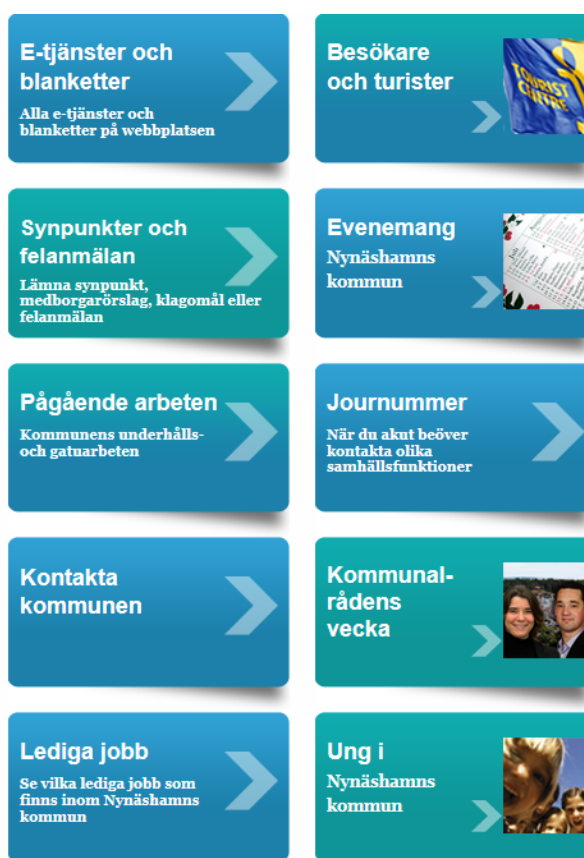 E-tjänster och
blanketter
Alla e-tjänster och
blanketter på webbplatsen
Besökare
och turister
TOURIST
CENTRE
Synpunkter och
felanmälan
Lämna synpunkt,
medborgarörslag, klagomål eller
felanmälan
Evenemang
Nynäshamns
kommun
Pågående arbeten
Kommunens underhålls-
och gatuarbeten
Journummer
När du akut beöver
kontakta olika
samhällsfunktioner
Kontakta
kommunen
Kommunal-
rådens
vecka
Lediga jobb
Se vilka lediga jobb som
finns inom Nynäshamns
kommun
Ung i
Nynäshamns
kommun